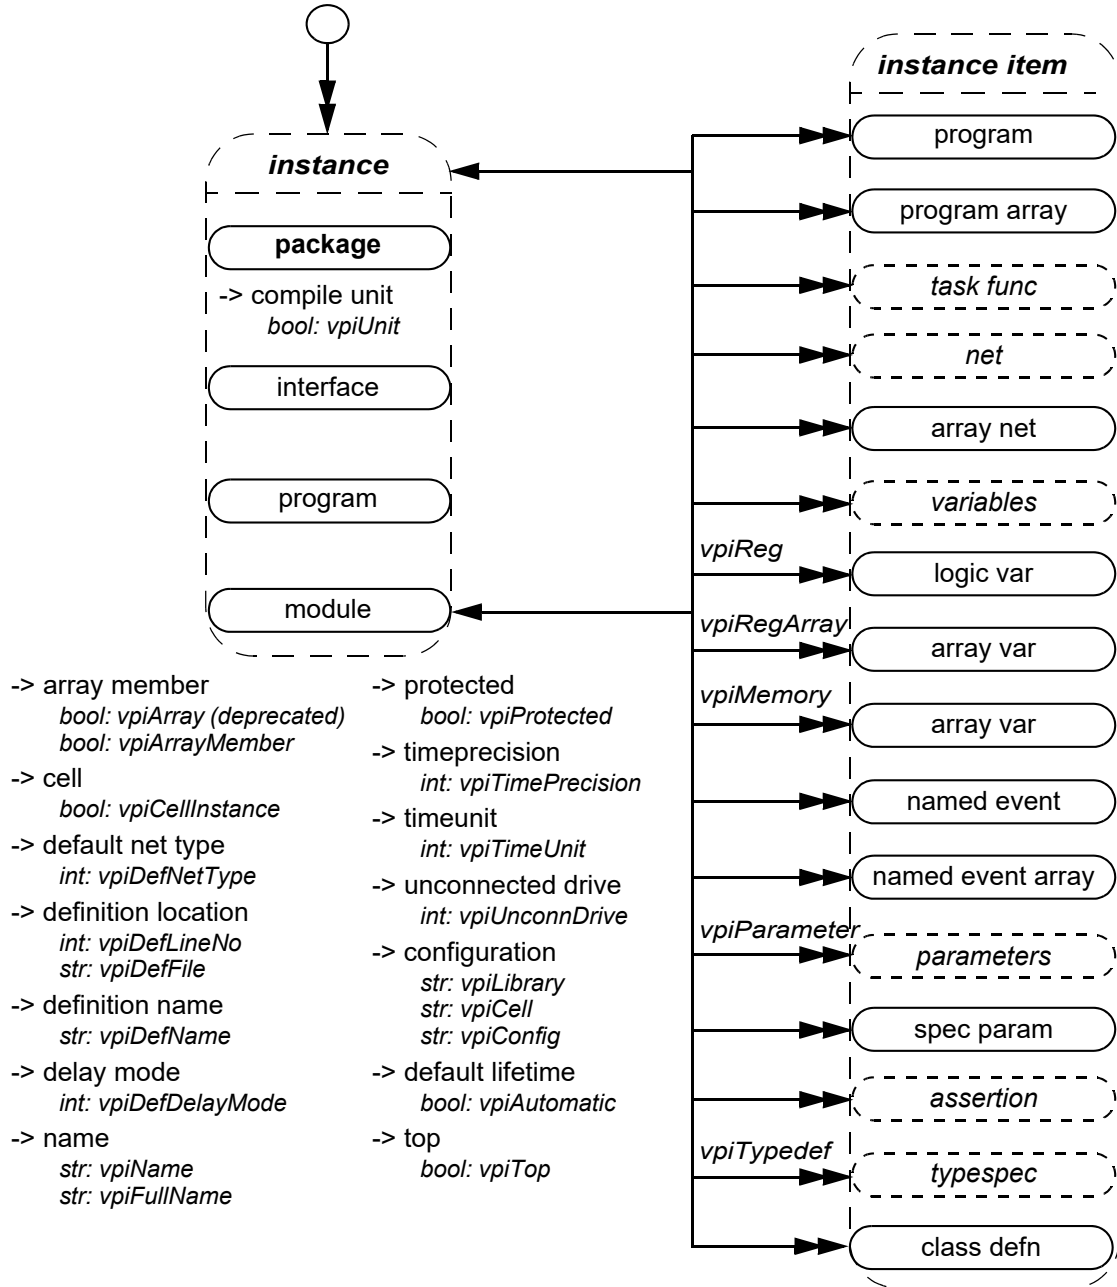 instance
package
-> compile unit
bool: vpiUnit
interface
program
module
-> array member
bool: vpiArray (deprecated)
bool: vpiArrayMember
-> cell
bool: vpiCellInstance
-> default net type
int: vpiDefNetType
-> definition location
int: vpiDefLineNo
str: vpiDefFile
-> definition name
str: vpiDefName
-> delay mode
int: vpiDefDelayMode
-> name
str: vpiName
str: vpiFullName
-> protected
bool: vpiProtected
-> timeprecision
int: vpiTimePrecision
-> timeunit
int: vpiTimeUnit
-> unconnected drive
int: vpiUnconnDrive
-> configuration
str: vpiLibrary
str: vpiCell
str: vpiConfig
-> default lifetime
bool: vpiAutomatic
-> top
bool: vpiTop
instance item
program
program array
task func
net
array net
variables
vpiReg
logic var
vpiRegArray
array var
vpiMemory
array var
named event
named event array
vpiParameter
parameters
spec param
assertion
vpiTypedef
typespec
class defn